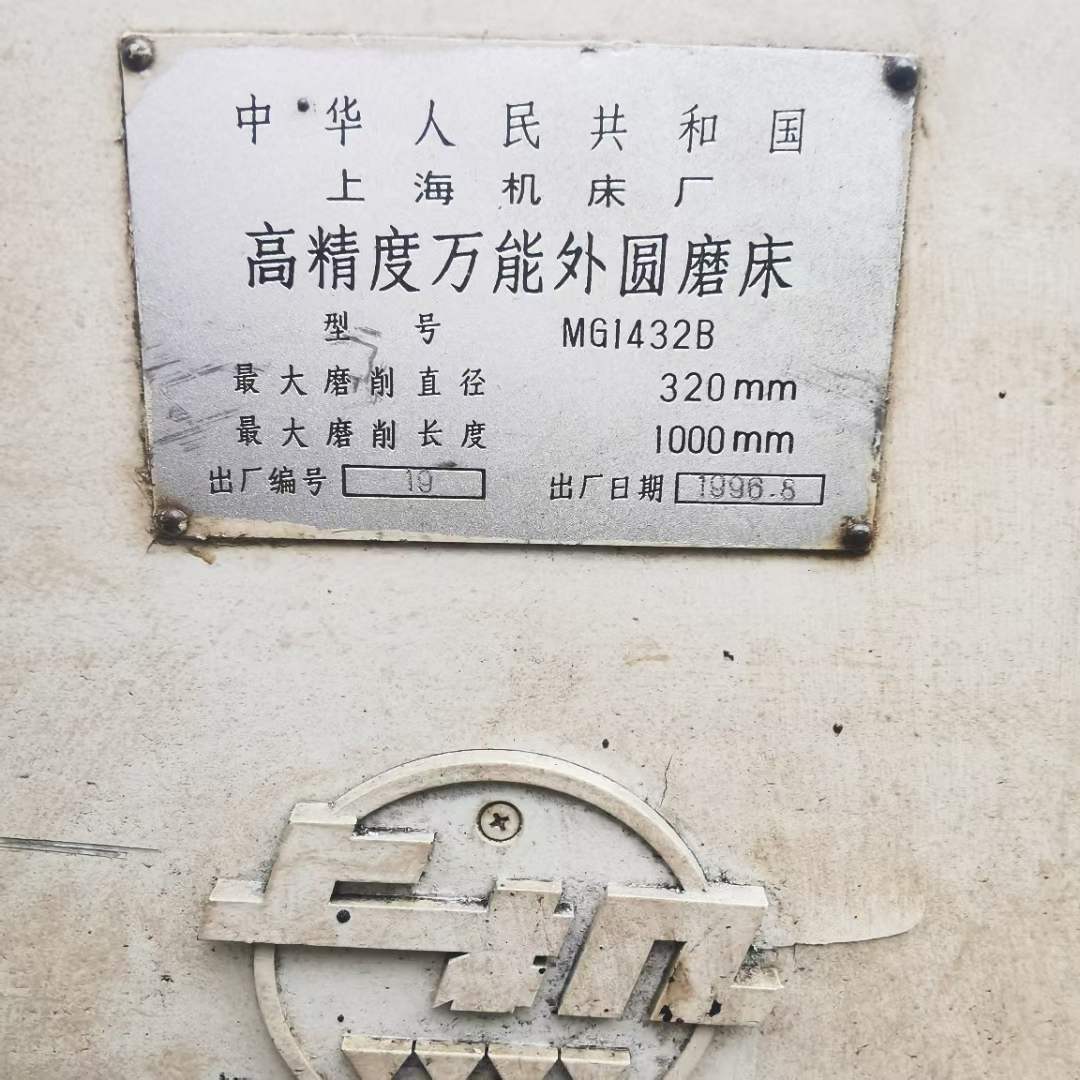 中华人民共和国
上海机床厂
高精度万能外圆磨床
型号 MG1432B
最大磨削直径 320mm
最大磨削长度 1000mm
出厂编号 19 出厂日期 1996.8
上机